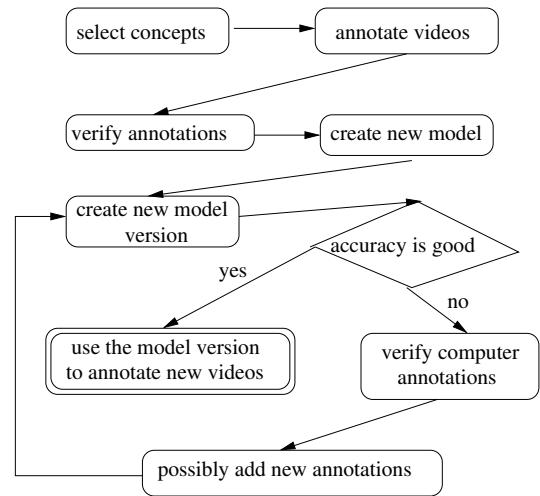 select concepts
annotate videos
verify annotations
create new model
create new model
version
accuracy is good
yes
no
use the model version
to annotate new videos
verify computer
annotations
possibly add new annotations